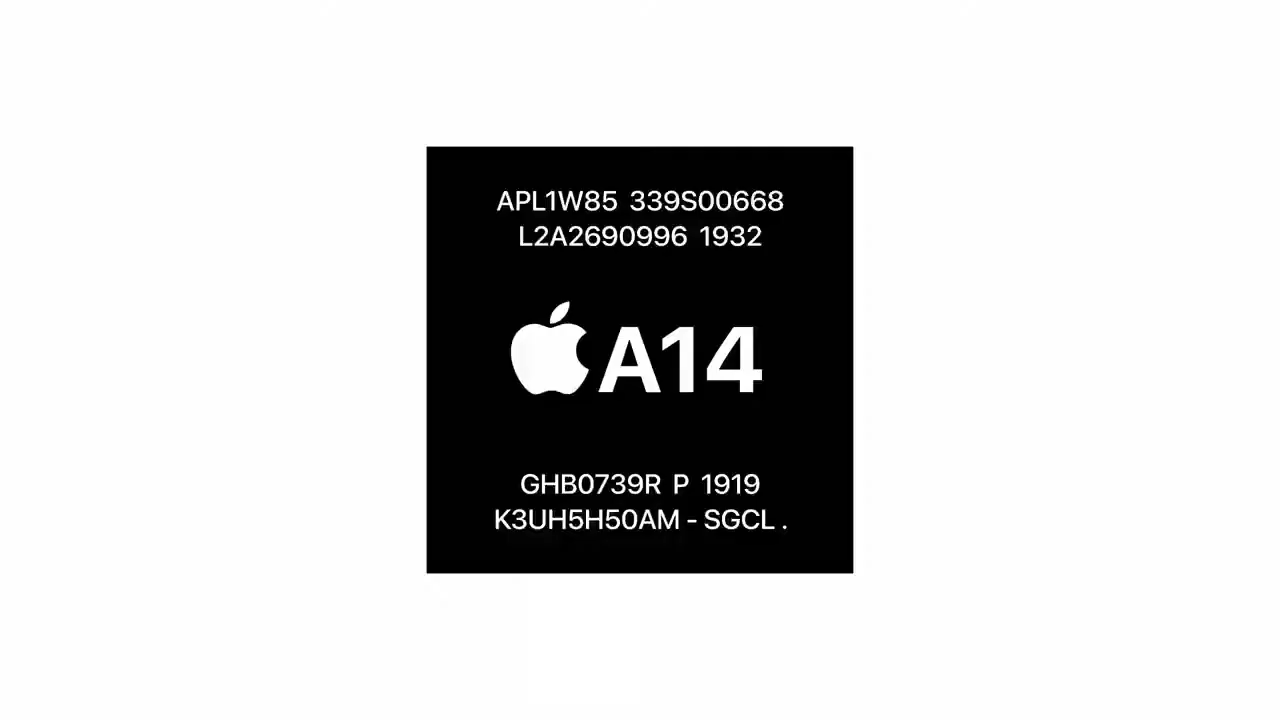 APL1W85 339S00668
L2A2690996 1932
A14
GHB0739R P 1919
K3UH5H50AM - SGCL .